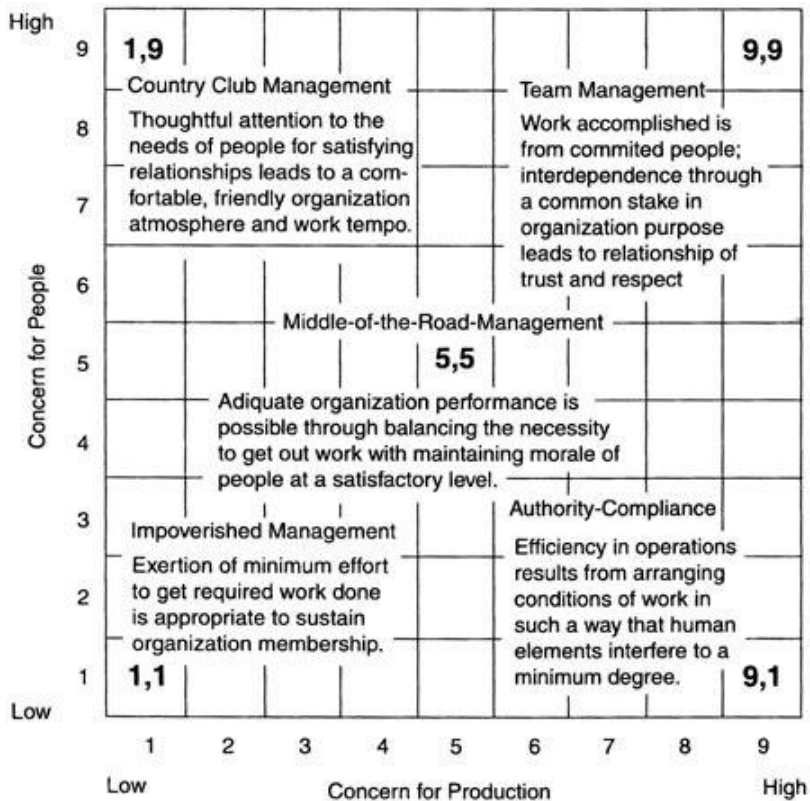 High
9
1,9
9,9
Country Club Management
Team Management
8
Thoughtful attention to the
needs of people for satisfying
relationships leads to a com-
fortable, friendly organization
atmosphere and work tempo.
Work accomplished is
from commited people;
interdependence through
a common stake in
organization purpose
leads to relationship of
trust and respect
7
6
Middle-of-the-Road-Management
5
5,5
Concern for People
Adiquate organization performance is
possible through balancing the necessity
to get out work with maintaining morale of
people at a satisfactory level.
4
3
Impoverished Management
Authority-Compliance
Exertion of minimum effort
to get required work done
is appropriate to sustain
organization membership.
Efficiency in operations
results from arranging
conditions of work in
such a way that human
elements interfere to a
minimum degree.
2
1
1,1
9,1
Low
1 2 3 4 5 6 7 8 9
Low
Concern for Production
High